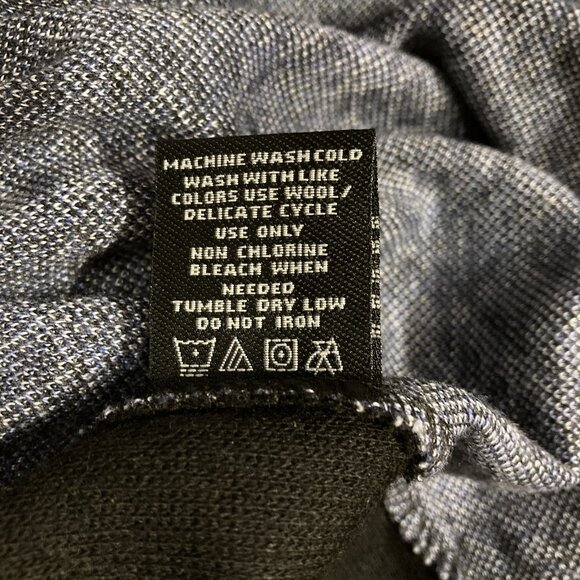 MACHINE WASH COLD
WASH WITH LIKE
COLORS USE WOOL/
DELICATE CYCLE
USE ONLY
NON CHLORINE
BLEACH WHEN
NEEDED
TUMBLE DRY LOW
DO NOT IRON